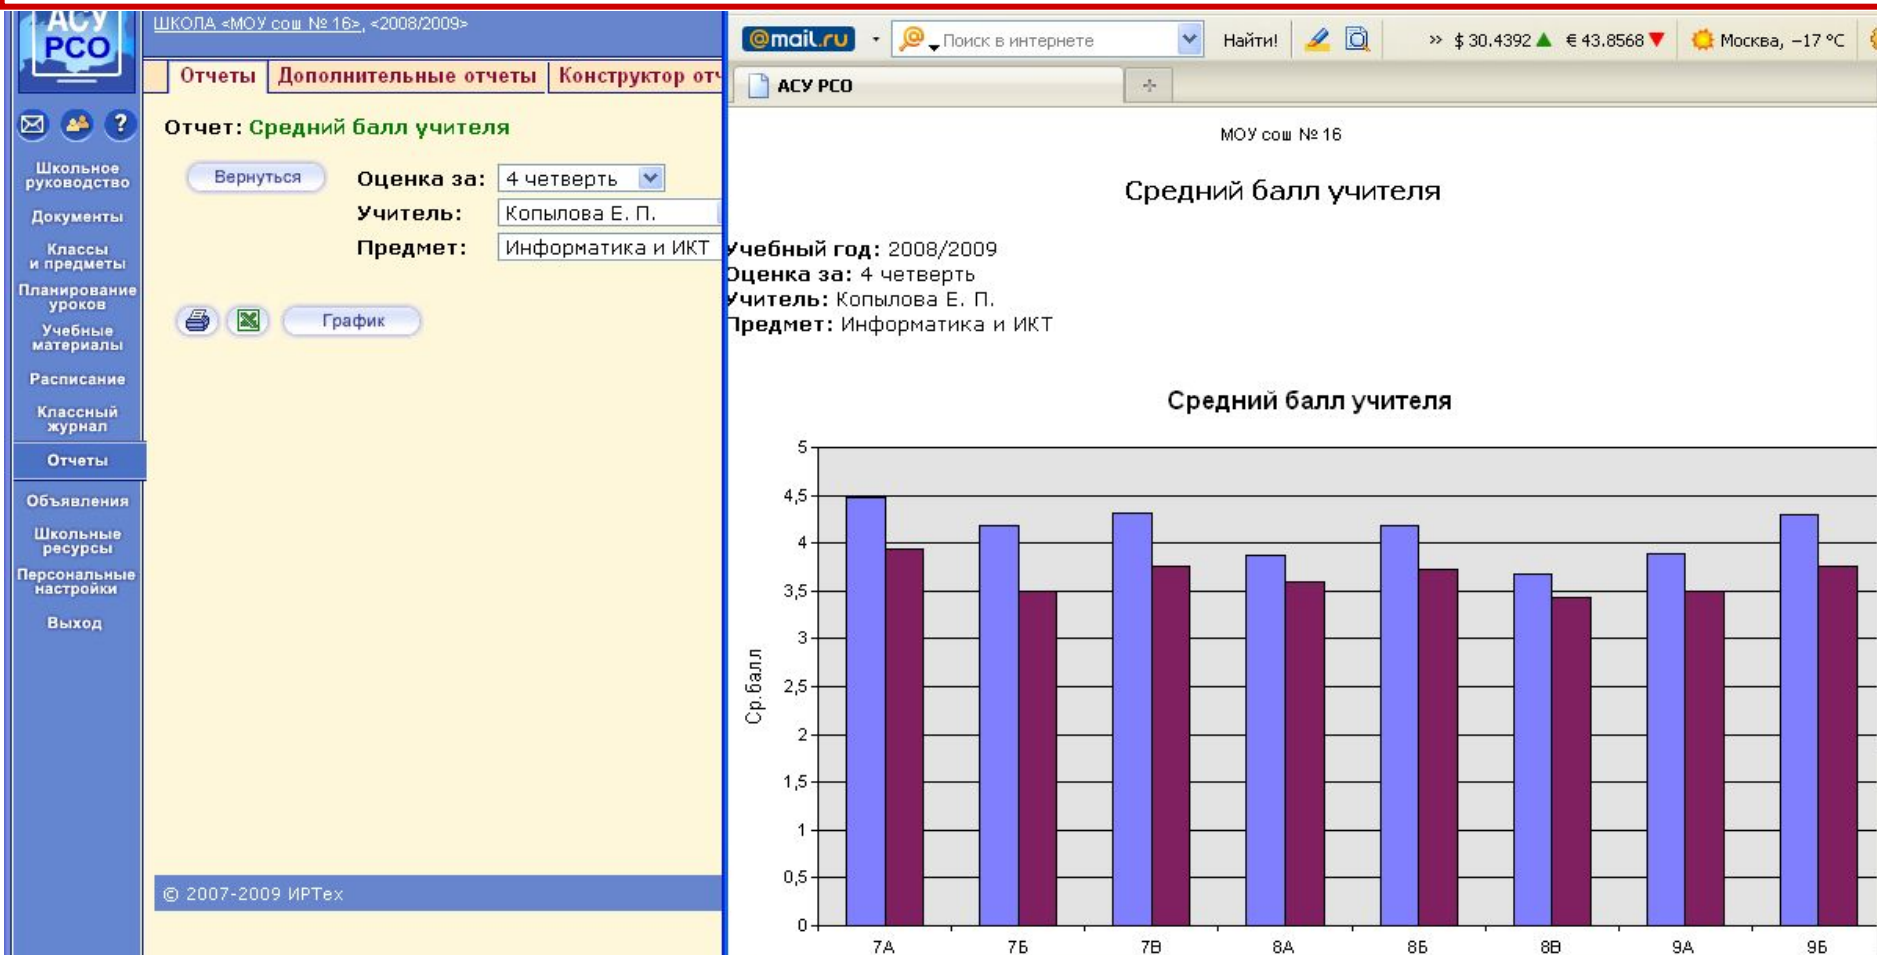 АСУ
РСО
ШКОЛА <МОУ сош № 16>, <2008/2009>
Отчеты
Дополнительные отчеты
Конструктор отч
Отчет: Средний балл учителя
Вернуться
Оценка за: 4 четверть
Учитель: Копылова Е. П.
Предмет: Информатика и ИКТ
График
Школьное
руководство
Документы
Классы
и предметы
Планирование
уроков
Учебные
материалы
Расписание
Классный
журнал
Отчеты
Объявления
Школьные
ресурсы
Персональные
настройки
Выход
© 2007-2009 ИРТех
@mail.ru
Поиск в интернете
Найти!
» $ 30.4392 ▲ € 43.8568 ▼
Москва, −17 °C
АСУ РСО
МОУ сош № 16
Средний балл учителя
Учебный год: 2008/2009
Оценка за: 4 четверть
Учитель: Копылова Е. П.
Предмет: Информатика и ИКТ
Средний балл учителя
5
4,5
4
3,5
3
2,5
2
1,5
1
0,5
0
Ср.балл
7А 7Б 7В 8А 8Б 8В 9А 9Б